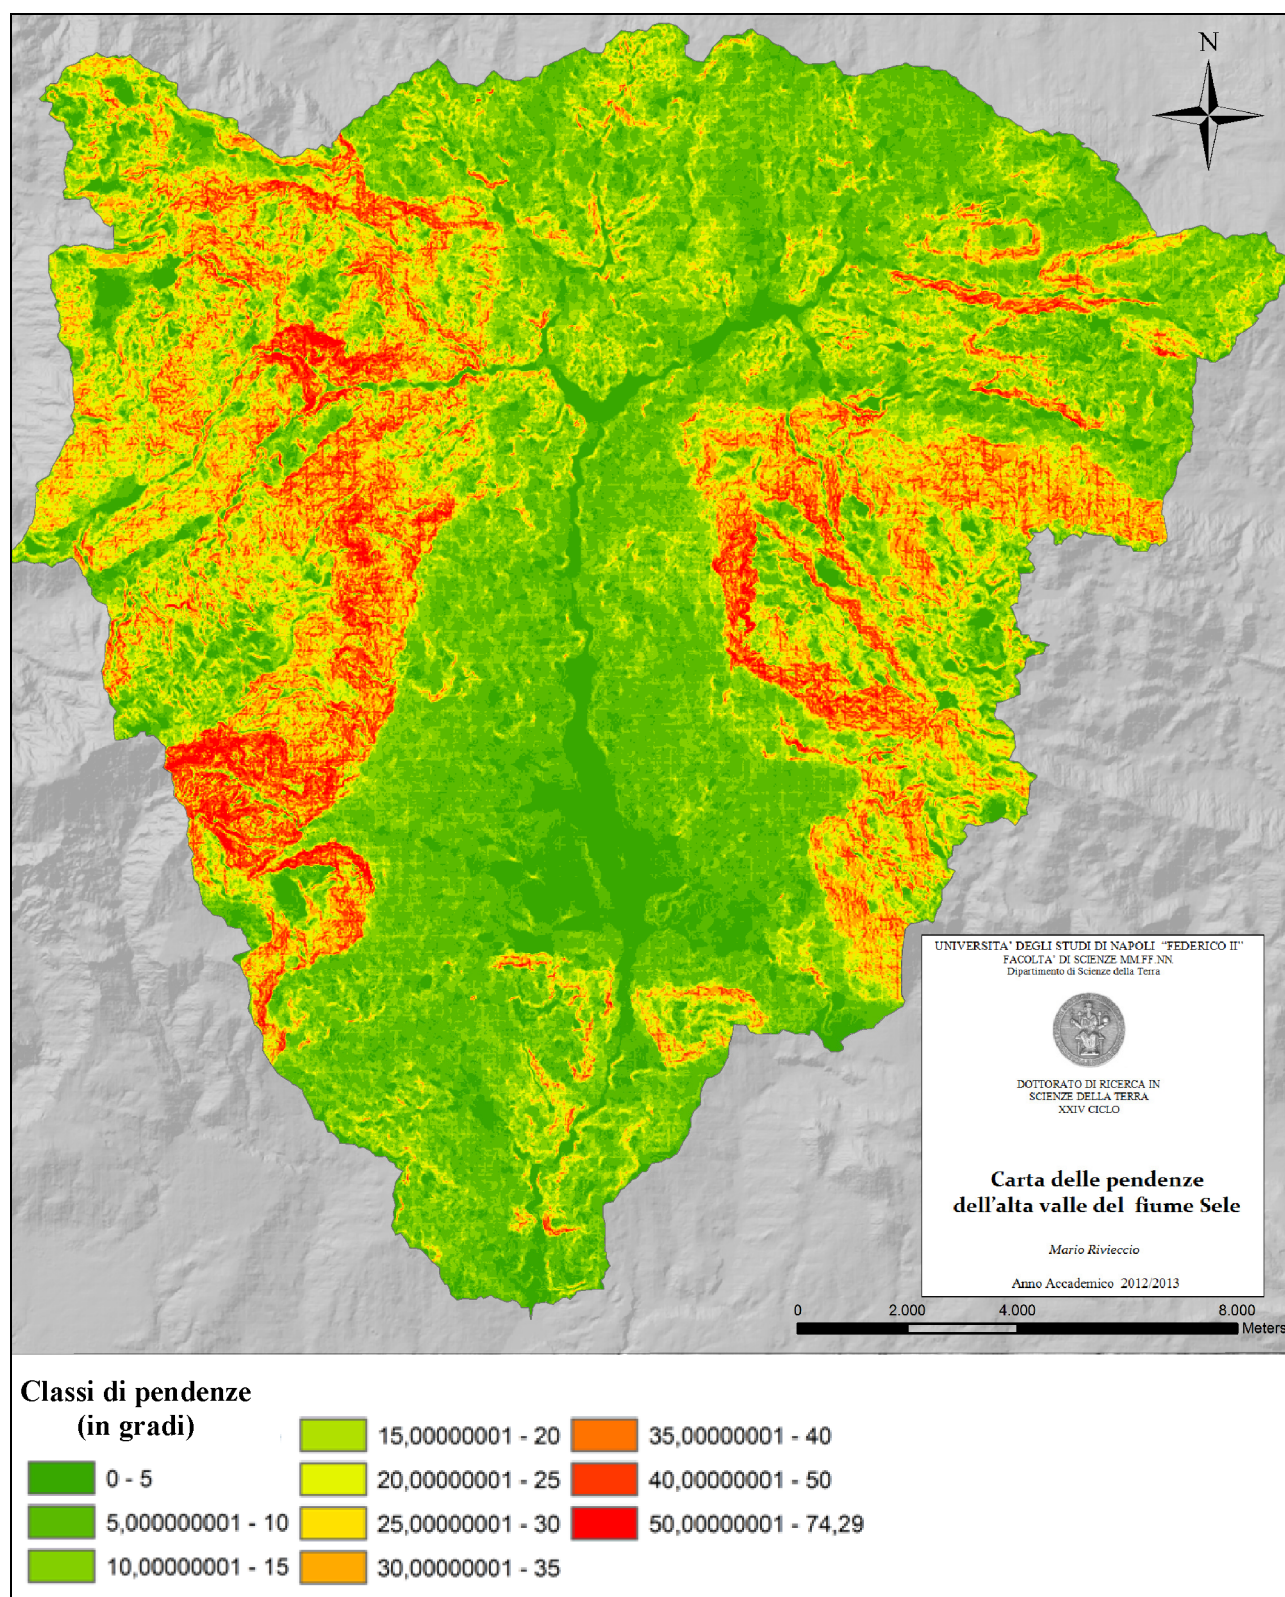 N
UNIVERSITA' DEGLI STUDI DI NAPOLI "FEDERICO II"
FACOLTA' DI SCIENZE MM.FF.NN.
Dipartimento di Scienze della Terra
DOTTORATO DI RICERCA IN
SCIENZE DELLA TERRA
XXIV CICLO
Carta delle pendenze
dell'alta valle del fiume Sele
Mario Rivieccio
Anno Accademico 2012/2013
0 2.000 4.000 8.000
Meters
Classi di pendenze
(in gradi)
0 - 5
5,000000001 - 10
10,00000001 - 15
15,00000001 - 20
20,00000001 - 25
25,00000001 - 30
30,00000001 - 35
35,00000001 - 40
40,00000001 - 50
50,00000001 - 74,29